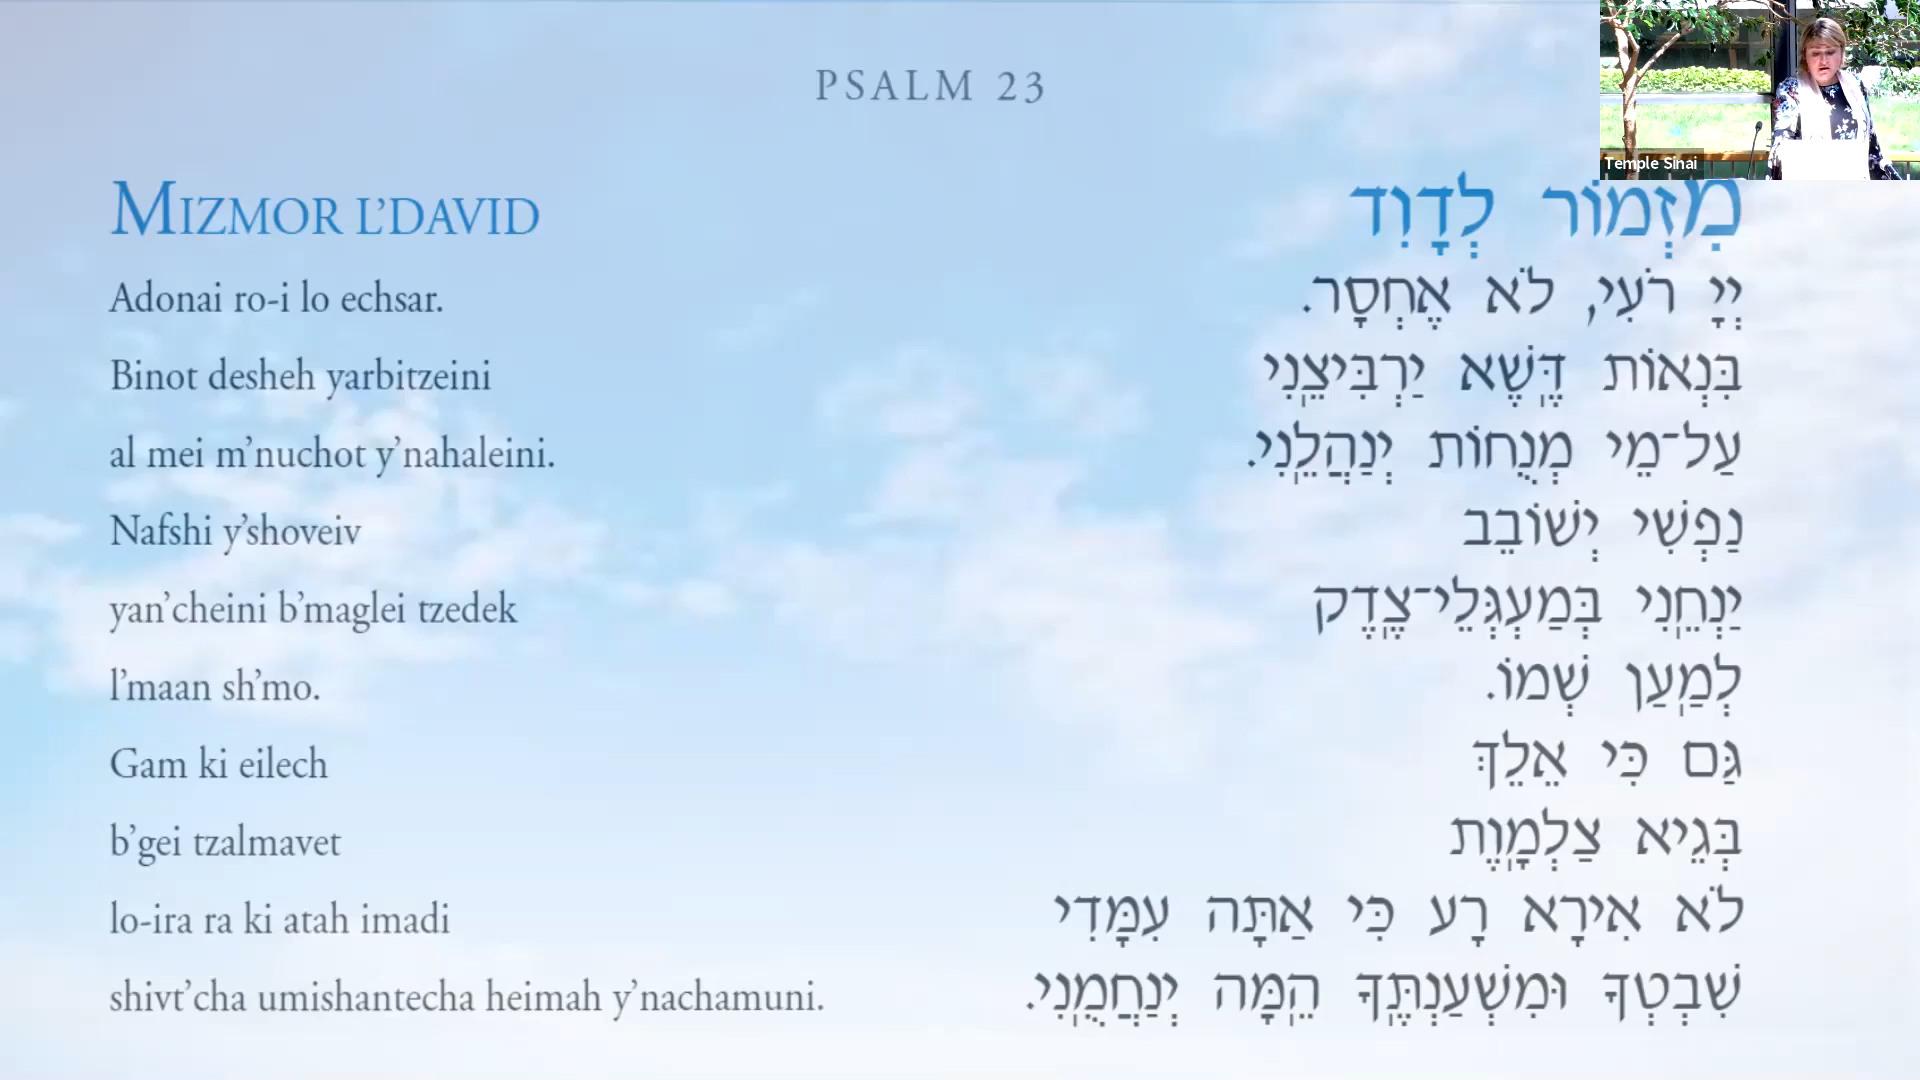 PSALM 23
Temple Sinai
MIZMOR L’DAVID
מִזְמוֹר לְדָוִד
Adonai ro-i lo echsar.
יְיָ רֹעִי, לֹא אֶחְסָר.
Binot desheh yarbitzeini
בִּנְאוֹת דֶּֽשֶׁא יַרְבִּיצֵֽנִי
al mei m’nuchot y’nahaleini.
עַל־מֵי מְנֻחוֹת יְנַהֲלֵֽנִי.
Nafshi y’shoveiv
נַפְשִׁי יְשׁוֹבֵב
yan’cheini b’maglei tzedek
יַנְחֵֽנִי בְּמַעְגְּלֵי־צֶֽדֶק
l’maan sh’mo.
לְמַֽעַן שְׁמוֹ.
Gam ki eilech
גַּם כִּי אֵלֵךְ
b’gei tzalmavet
בְּגֵיא צַלְמָֽוֶת
lo-ira ra ki atah imadi
לֹא אִירָא רָע כִּי אַתָּה עִמָּדִי
shivt’cha umishantecha heimah y’nachamuni.
שִׁבְטְךָ וּמִשְׁעַנְתֶּֽךָ הֵֽמָּה יְנַחֲמֻֽנִי.